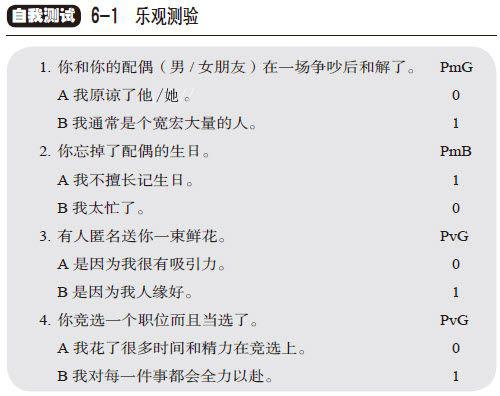 自我测试 6-1 乐观测验
1. 你和你的配偶（男/女朋友）在一场争吵后和解了。 PmG
A 我原谅了他/她。 0
B 我通常是个宽宏大量的人。 1
2. 你忘掉了配偶的生日。 PmB
A 我不擅长记生日。 1
B 我太忙了。 0
3. 有人匿名送你一束鲜花。 PvG
A 是因为我很有吸引力。 0
B 是因为我人缘好。 1
4. 你竞选一个职位而且当选了。 PvG
A 我花了很多时间和精力在竞选上。 0
B 我对每一件事都会全力以赴。 1